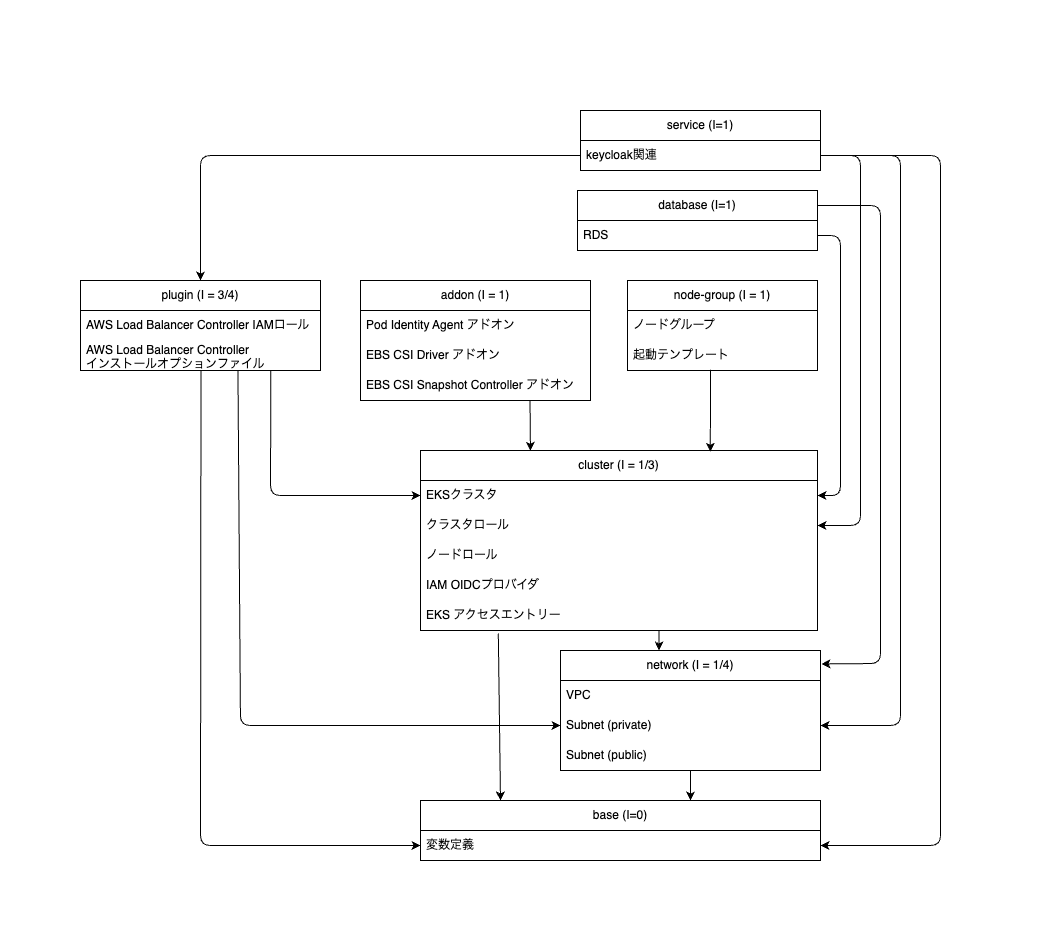 service (I=1)
keycloak関連
database (I=1)
RDS
plugin (I = 3/4)
AWS Load Balancer Controller IAMロール
AWS Load Balancer Controller
インストールオプションファイル
addon (I = 1)
Pod Identity Agent アドオン
EBS CSI Driver アドオン
EBS CSI Snapshot Controller アドオン
node-group (I = 1)
ノードグループ
起動テンプレート
cluster (I = 1/3)
EKSクラスタ
クラスタロール
ノードロール
IAM OIDCプロバイダ
EKS アクセスエントリー
network (I = 1/4)
VPC
Subnet (private)
Subnet (public)
base (I=0)
変数定義